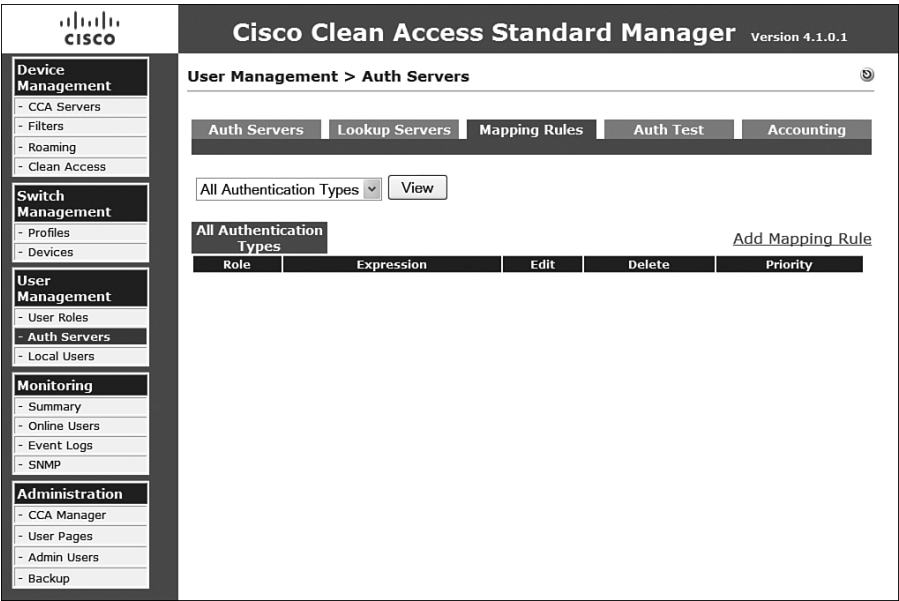 CISCO
Cisco Clean Access Standard Manager Version 4.1.0.1
Device
Management
- CCA Servers
- Filters
- Roaming
- Clean Access
Switch
Management
- Profiles
- Devices
User
Management
- User Roles
- Auth Servers
- Local Users
Monitoring
- Summary
- Online Users
- Event Logs
- SNMP
Administration
- CCA Manager
- User Pages
- Admin Users
- Backup
User Management > Auth Servers
Auth Servers Lookup Servers Mapping Rules Auth Test Accounting
All Authentication Types View
All Authentication
Types
Add Mapping Rule
Role Expression Edit Delete Priority